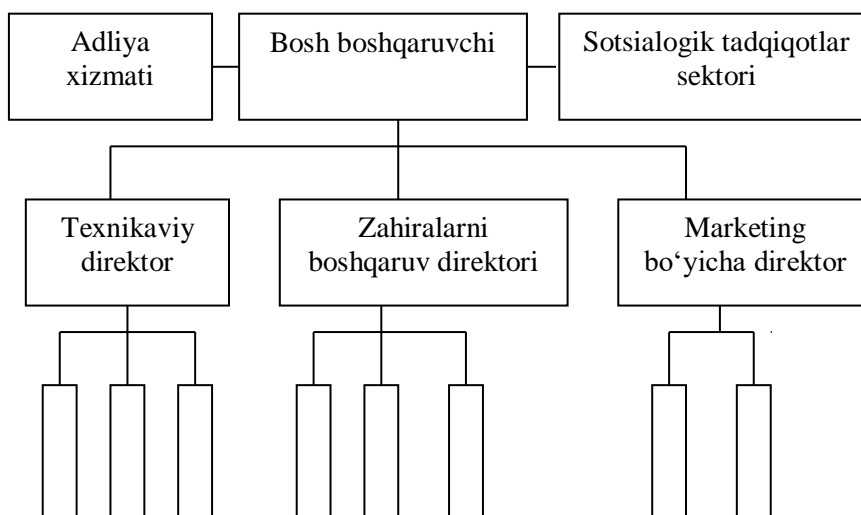 Adliya
xizmati
Bosh boshqaruvchi
Sotsialogik tadqiqotlar
sektori
Texnikaviy
direktor
Zahiralarni
boshqaruv direktori
Marketing
bo‘yicha direktor